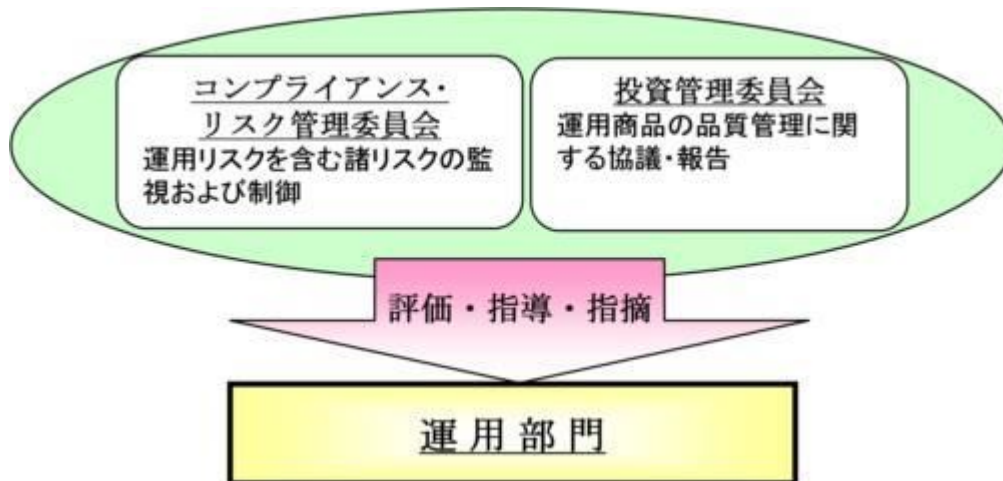 コンプライアンス・
リスク管理委員会
運用リスクを含む諸リスクの監
視および制御
投資管理委員会
運用商品の品質管理に関
する協議・報告
評価・指導・指摘
運用部門